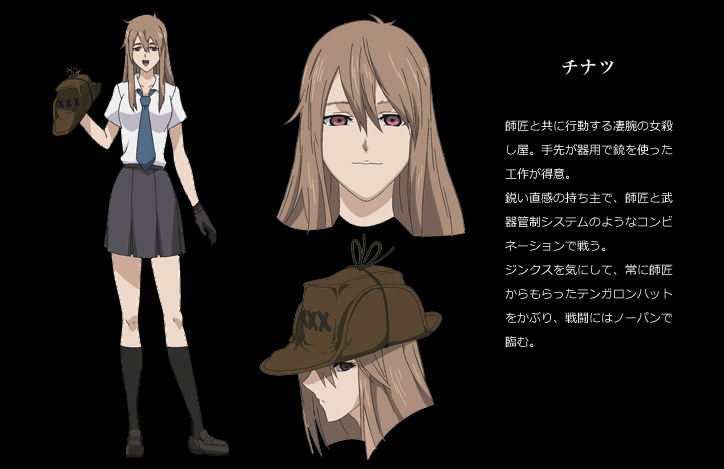 チナツ
師匠と共に行動する凄腕の女殺
し屋。手先が器用で銃を使った
工作が得意。
鋭い直感の持ち主で、師匠と武
器管制システムのようなコンビ
ネーションで戦う。
ジンクスを気にして、常に師匠
からもらったテンガロンハット
をかぶり、戦闘にはノーパンで
臨む。
XXX
XXX